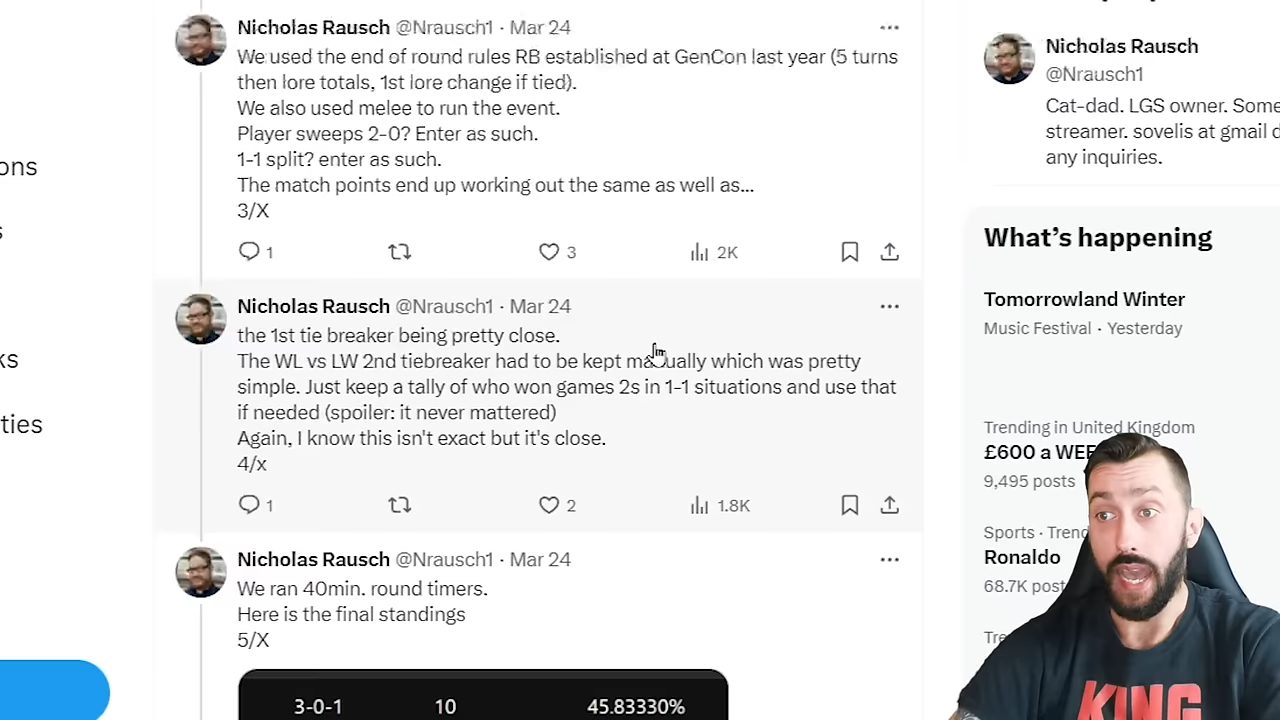 Nicholas Rausch @Nrausch1 · Mar 24
We used the end of round rules RB established at GenCon last year (5 turns
then lore totals, 1st lore change if tied).
We also used melee to run the event.
Player sweeps 2-0? Enter as such.
1-1 split? enter as such.
The match points end up working out the same as well as...
3/X
1
3
2K
Nicholas Rausch @Nrausch1 · Mar 24
the 1st tie breaker being pretty close.
The WL vs LW 2nd tiebreaker had to be kept manually which was pretty
simple. Just keep a tally of who won games 2s in 1-1 situations and use that
if needed (spoiler: it never mattered)
Again, I know this isn't exact but it's close.
4/x
1
2
1.8K
Nicholas Rausch @Nrausch1 · Mar 24
We ran 40min. round timers.
Here is the final standings
5/X
3-0-1 10 45.83330%
ons
s
ks
ties
Nicholas Rausch
@Nrausch1
Cat-dad. LGS owner. Some
streamer. sovelis at gmail d
any inquiries.
What's happening
Tomorrowland Winter
Music Festival · Yesterday
Trending in United Kingdom
£600 a WEE
9,495 posts
Sports · Trend
Ronaldo
68.7K post
Tre
KING